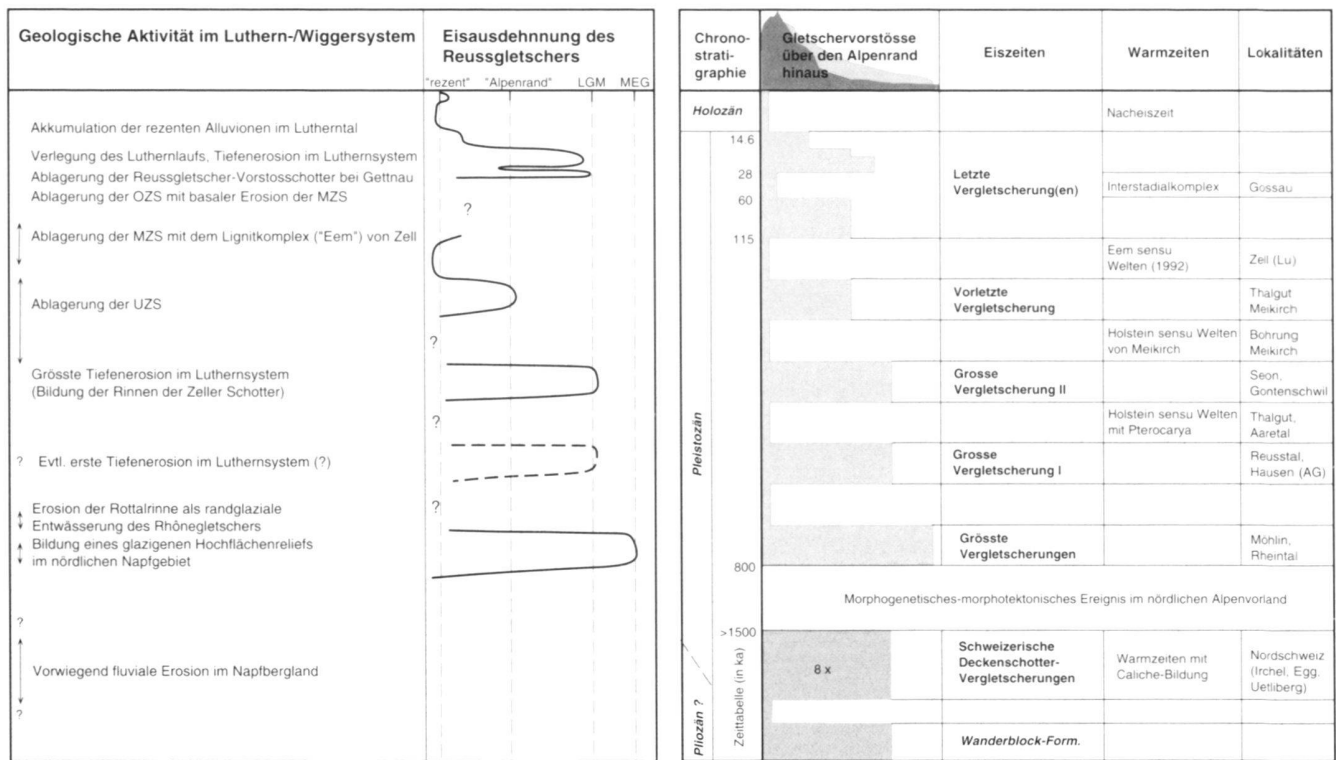 Geologische Aktivität im Luthern-/Wiggersystem
Eisausdehnnung des
Reussgletschers
"rezent" "Alpenrand" LGM MEG
Akkumulation der rezenten Alluvionen im Lutherntal
Verlegung des Luthernlaufs, Tiefenerosion im Luthernsystem
Ablagerung der Reussgletscher-Vorstosschotter bei Gettnau
Ablagerung der OZS mit basaler Erosion der MZS
?
Ablagerung der MZS mit dem Lignitkomplex ("Eem") von Zell
Ablagerung der UZS
?
Grösste Tiefenerosion im Luthernsystem
(Bildung der Rinnen der Zeller Schotter)
?
? Evtl. erste Tiefenerosion im Luthernsystem (?)
?
Erosion der Rottalrinne als randglaziale
Entwässerung des Rhônegletschers
Bildung eines glazigenen Hochflächenreliefs
im nördlichen Napfgebiet
?
Vorwiegend fluviale Erosion im Napfbergland
?
Chrono-
strati-
graphie
Gletschervorstösse
über den Alpenrand
hinaus
Eiszeiten
Warmzeiten
Lokalitäten
Holozän
Nacheiszeit
14.6
28
60
115
Letzte
Vergletscherung(en)
Interstadialkomplex
Gossau
Eem sensu
Welten (1992)
Zell (Lu)
Vorletzte
Vergletscherung
Thalgut
Meikirch
Holstein sensu Welten
von Meikirch
Bohrung
Meikirch
Grosse
Vergletscherung II
Seon,
Gontenschwil
Holstein sensu Welten
mit Pterocarya
Thalgut,
Aaretal
Pleistozän
Grosse
Vergletscherung I
Reusstal,
Hausen (AG)
Grösste
Vergletscherungen
Möhlin,
Rheintal
800
Morphogenetisches-morphotektonisches Ereignis im nördlichen Alpenvorland
>1500
8 x
Schweizerische
Deckenschotter-
Vergletscherungen
Warmzeiten mit
Caliche-Bildung
Nordschweiz
(Irchel, Egg.
Uetliberg)
Pliozän ?
Zeittabelle (in ka)
Wanderblock-Form.